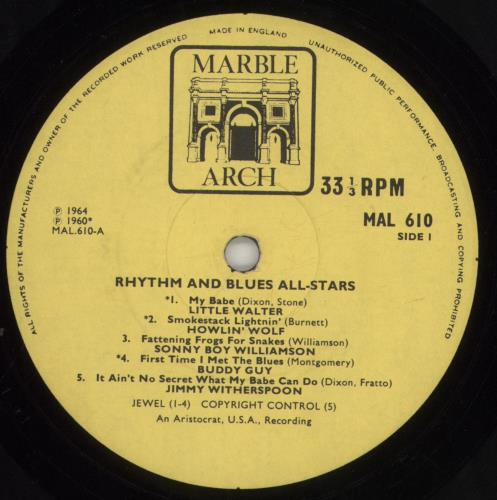 MADE IN ENGLAND
ALL RIGHTS OF THE MANUFACTURERS AND OWNER OF THE RECORDED WORK RESERVED
UNAUTHORIZED PUBLIC PERFORMANCE, BROADCASTING AND COPYING PROHIBITED
MARBLE
ARCH
33⅓ RPM
℗ 1964
℗ 1960*
MAL.610-A
MAL 610
SIDE 1
RHYTHM AND BLUES ALL-STARS
*1. My Babe (Dixon, Stone)
LITTLE WALTER
*2. Smokestack Lightnin' (Burnett)
HOWLIN' WOLF
3. Fattening Frogs For Snakes (Williamson)
SONNY BOY WILLIAMSON
*4. First Time I Met The Blues (Montgomery)
BUDDY GUY
5. It Ain't No Secret What My Babe Can Do (Dixon, Fratto)
JIMMY WITHERSPOON
JEWEL (1-4) COPYRIGHT CONTROL (5)
An Aristocrat, U.S.A., Recording